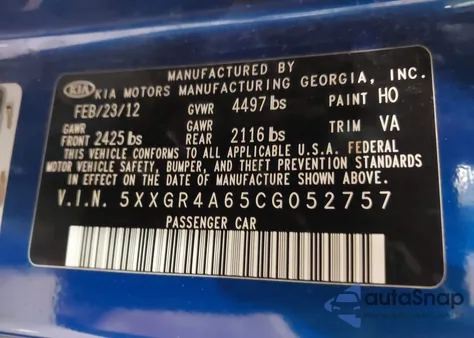 MANUFACTURED BY
KIA KIA MOTORS MANUFACTURING GEORGIA, INC.
FEB/23/12 GVWR 4497 lbs PAINT HO
GAWR FRONT 2425 lbs GAWR REAR 2116 lbs TRIM VA
THIS VEHICLE CONFORMS TO ALL APPLICABLE U.S.A. FEDERAL
MOTOR VEHICLE SAFETY, BUMPER, AND THEFT PREVENTION STANDARDS
IN EFFECT ON THE DATE OF MANUFACTURE SHOWN ABOVE.
V.I.N. 5XXGR4A65CG052757
PASSENGER CAR
autoSnap